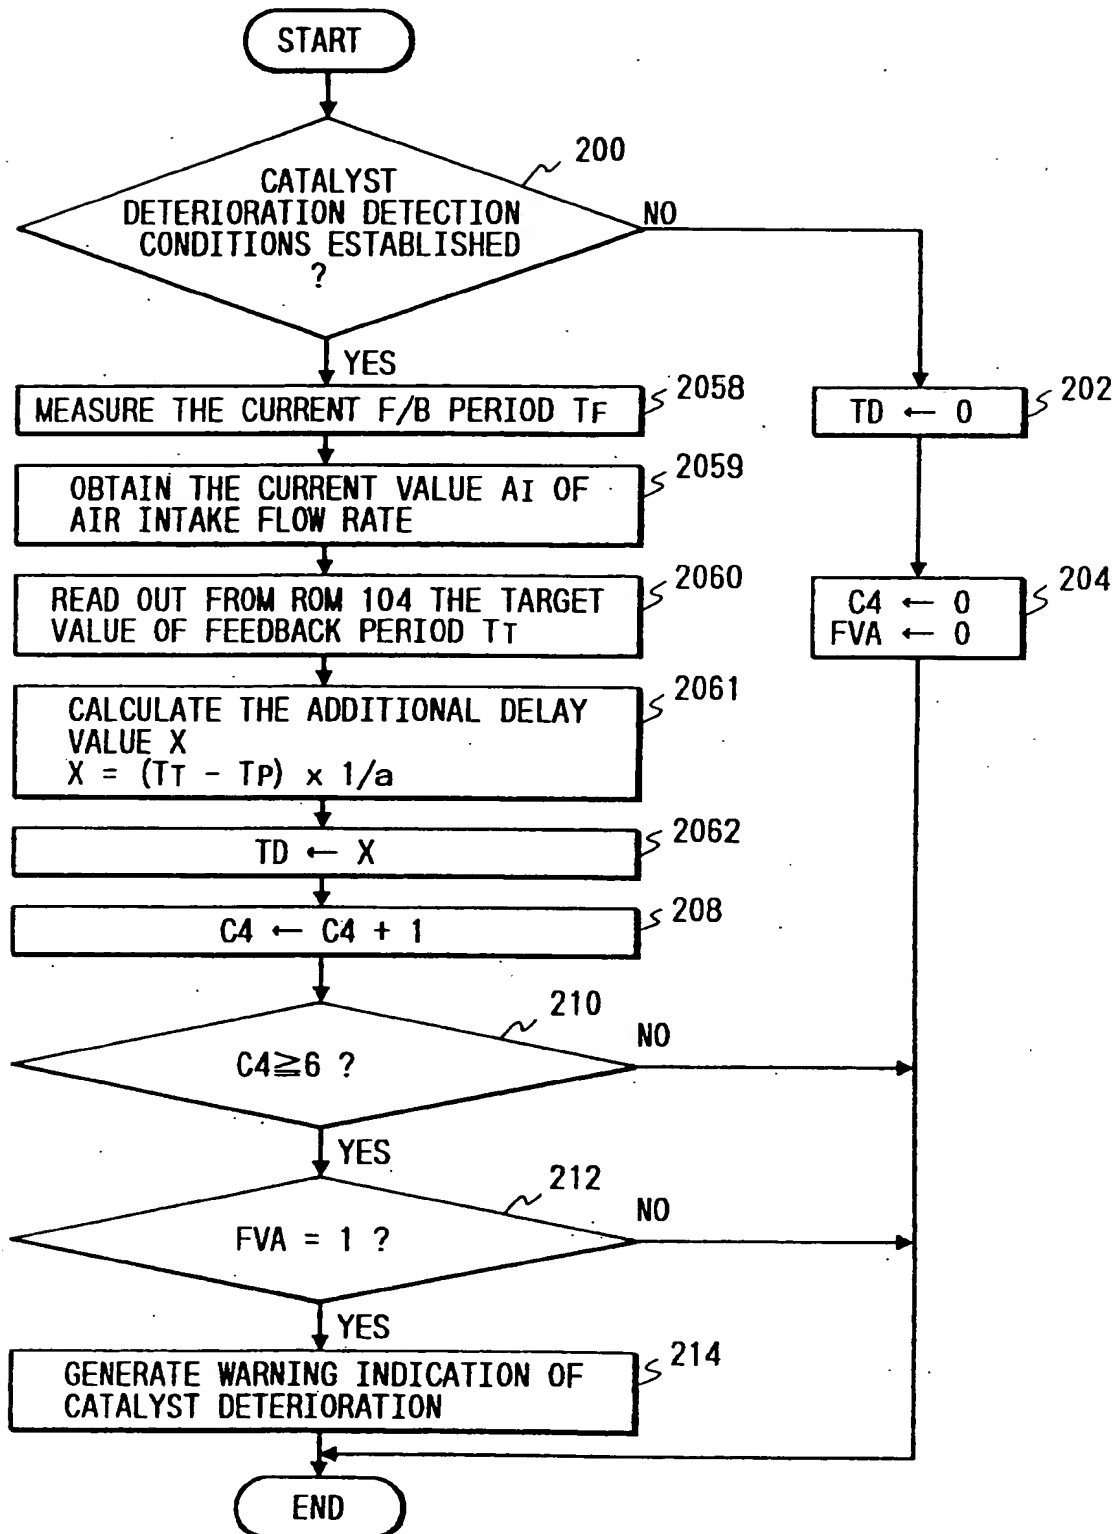 START
200
CATALYST
DETERIORATION DETECTION
CONDITIONS ESTABLISHED
?
NO
YES
MEASURE THE CURRENT F/B PERIOD TF
2058
TD ← 0
202
OBTAIN THE CURRENT VALUE AI OF
AIR INTAKE FLOW RATE
2059
READ OUT FROM ROM 104 THE TARGET
VALUE OF FEEDBACK PERIOD TT
2060
C4 ← 0
FVA ← 0
204
CALCULATE THE ADDITIONAL DELAY
VALUE X
X = (TT - TP) x 1/a
2061
TD ← X
2062
C4 ← C4 + 1
208
210
C4≧6 ?
NO
YES
212
FVA = 1 ?
NO
YES
GENERATE WARNING INDICATION OF
CATALYST DETERIORATION
214
END